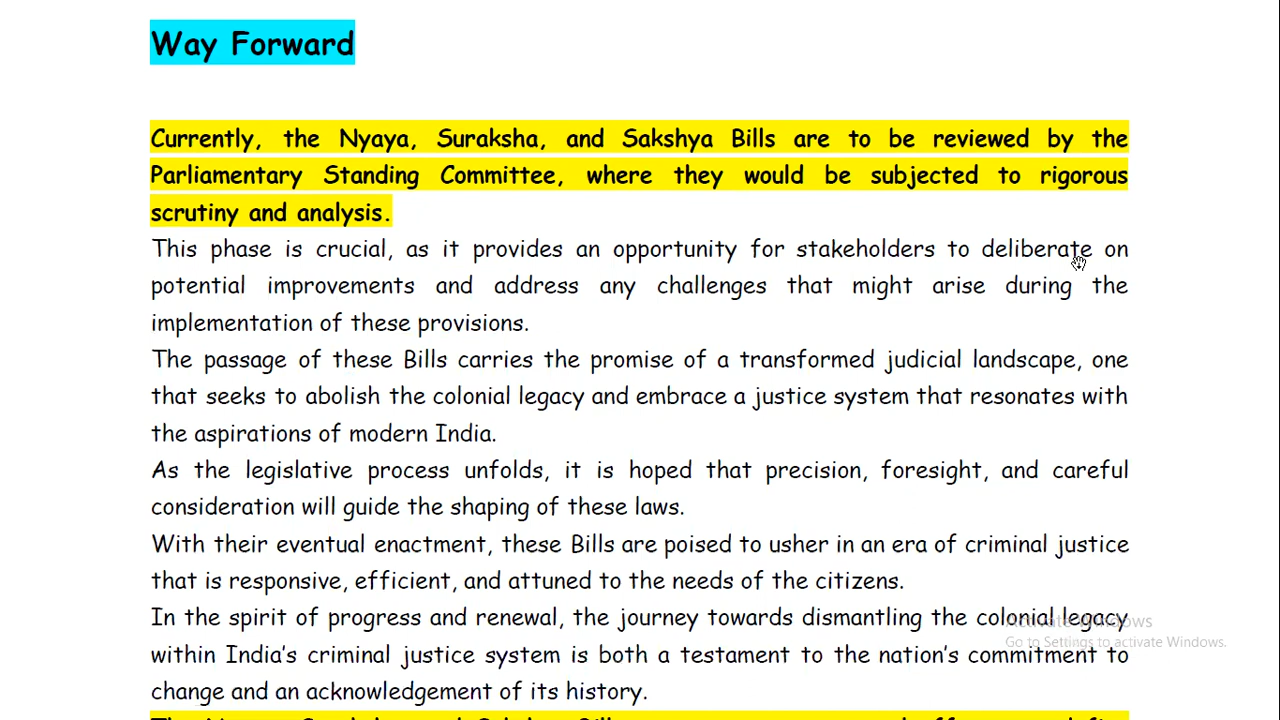 Way Forward
Currently, the Nyaya, Suraksha, and Sakshya Bills are to be reviewed by the
Parliamentary Standing Committee, where they would be subjected to rigorous
scrutiny and analysis.
This phase is crucial, as it provides an opportunity for stakeholders to deliberate on
potential improvements and address any challenges that might arise during the
implementation of these provisions.
The passage of these Bills carries the promise of a transformed judicial landscape, one
that seeks to abolish the colonial legacy and embrace a justice system that resonates with
the aspirations of modern India.
As the legislative process unfolds, it is hoped that precision, foresight, and careful
consideration will guide the shaping of these laws.
With their eventual enactment, these Bills are poised to usher in an era of criminal justice
that is responsive, efficient, and attuned to the needs of the citizens.
In the spirit of progress and renewal, the journey towards dismantling the colonial legacy
Activate Windows
Go to Settings to activate Windows.
within India's criminal justice system is both a testament to the nation's commitment to
change and an acknowledgement of its history.